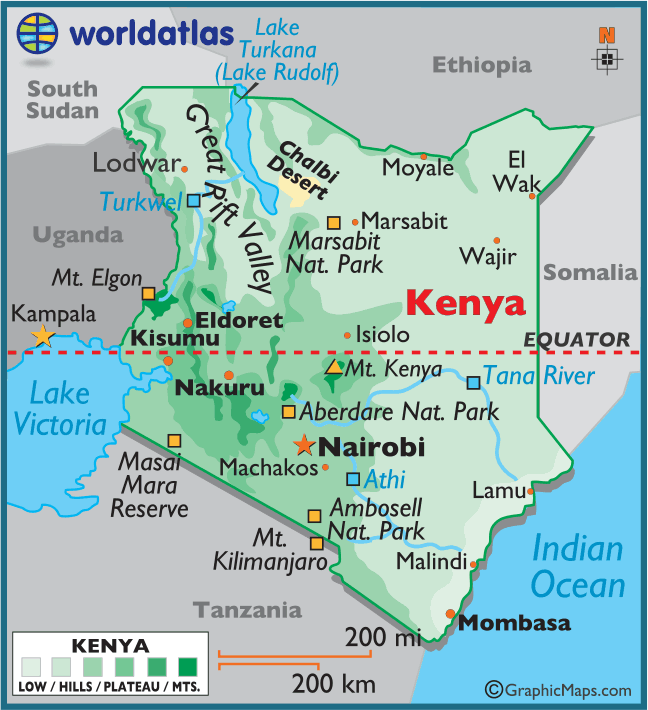 worldatlas
Lake
Turkana
(Lake Rudolf)
Ethiopia
N
South
Sudan
Great Rift Valley
Chalbi
Desert
Lodwar
Moyale
El
Wak
Turkwel
Marsabit
Marsabit
Nat. Park
Uganda
Wajir
Somalia
Mt. Elgon
Kenya
Kampala
Eldoret
Kisumu
Isiolo
EQUATOR
Mt. Kenya
Tana River
Nakuru
Lake
Victoria
Aberdare Nat. Park
Nairobi
Masai
Mara
Reserve
Machakos
Athi
Lamu
Ambosell
Nat. Park
Mt.
Kilimanjaro
Malindi
Indian
Ocean
Tanzania
Mombasa
KENYA
LOW / HILLS / PLATEAU / MTS.
200 mi
200 km
©GraphicMaps.com